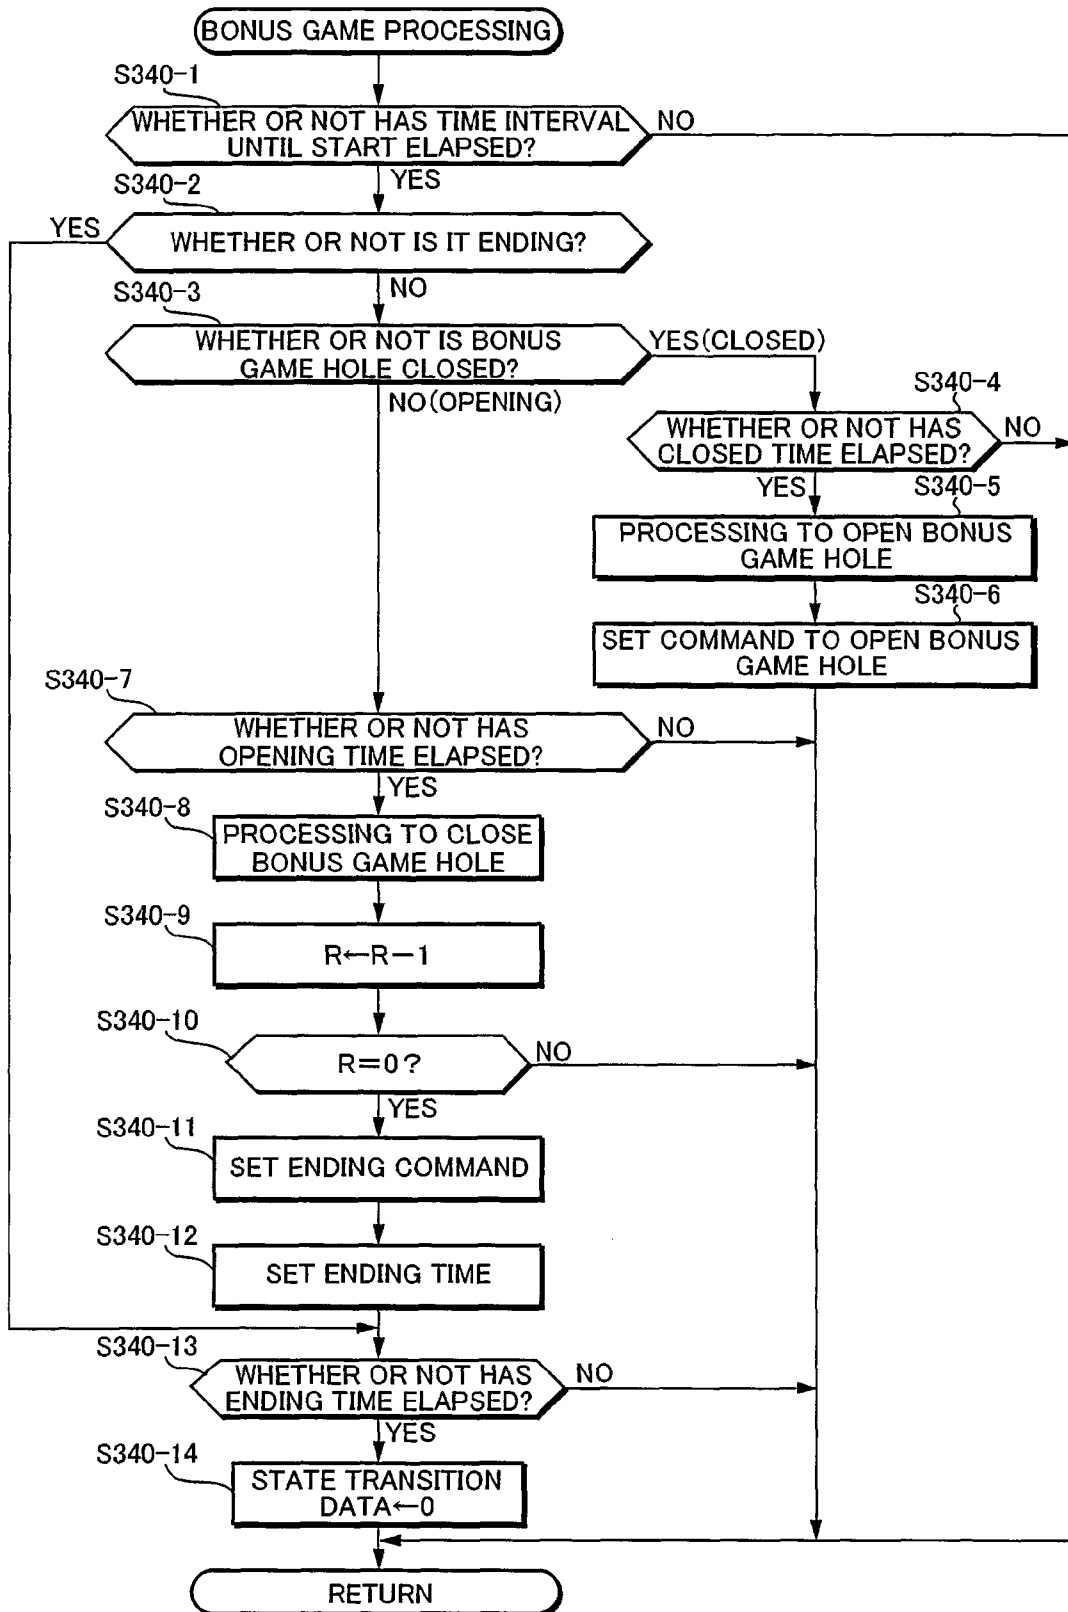 BONUS GAME PROCESSING
S340-1
WHETHER OR NOT HAS TIME INTERVAL
UNTIL START ELAPSED?
NO
YES
S340-2
YES
WHETHER OR NOT IS IT ENDING?
NO
S340-3
WHETHER OR NOT IS BONUS
GAME HOLE CLOSED?
YES(CLOSED)
NO(OPENING)
S340-4
WHETHER OR NOT HAS
CLOSED TIME ELAPSED?
NO
YES
S340-5
PROCESSING TO OPEN BONUS
GAME HOLE
S340-6
SET COMMAND TO OPEN BONUS
GAME HOLE
S340-7
WHETHER OR NOT HAS
OPENING TIME ELAPSED?
NO
YES
S340-8
PROCESSING TO CLOSE
BONUS GAME HOLE
S340-9
R←R−1
S340-10
R=0?
NO
YES
S340-11
SET ENDING COMMAND
S340-12
SET ENDING TIME
S340-13
WHETHER OR NOT HAS
ENDING TIME ELAPSED?
NO
YES
S340-14
STATE TRANSITION
DATA←0
RETURN